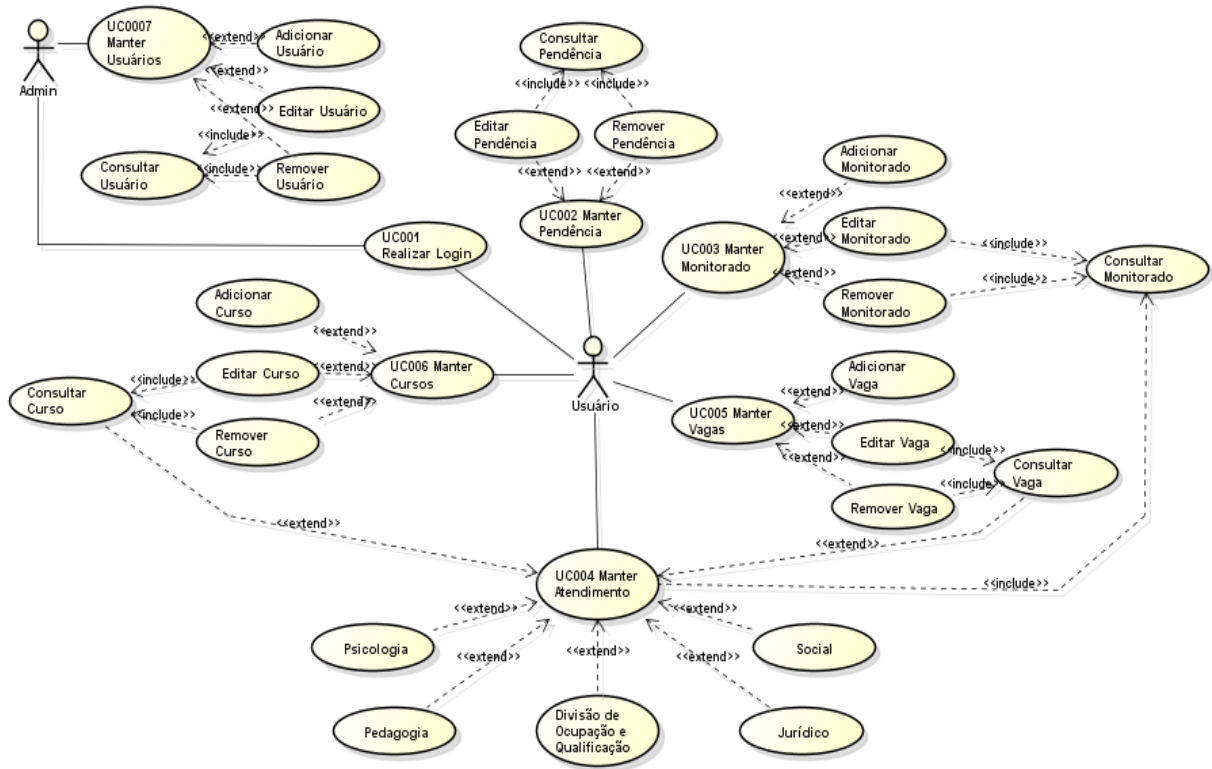 UC0007
Manter
Usuários
<<extend>>
Adicionar
Usuário
<<extend>>
Editar Usuário
<<extend>>
<<include>>
Consultar
Usuário
<<include>>
Remover
Usuário
Admin
Consultar
Pendência
<<include>>
<<include>>
Editar
Pendência
Remover
Pendência
<<extend>>
<<extend>>
UC002 Manter
Pendência
UC001
Realizar Login
Adicionar
Monitorado
<<extend>>
UC003 Manter
Monitorado
<<extend>>
Editar
Monitorado
<<include>>
<<extend>>
Remover
Monitorado
<<include>>
Consultar
Monitorado
Adicionar
Curso
<<extend>>
Editar Curso
<<extend>>
UC006 Manter
Cursos
<<include>>
Consultar
Curso
<<include>>
Remover
Curso
<<extend>>
Usuário
Adicionar
Vaga
<<extend>>
UC005 Manter
Vagas
<<extend>>
Editar Vaga
<<include>>
<<extend>>
Remover Vaga
<<include>>
Consultar
Vaga
<<extend>>
<<extend>>
UC004 Manter
Atendimento
<<include>>
<<extend>>
Psicologia
<<extend>>
Pedagogia
<<extend>>
Divisão de
Ocupação e
Qualificação
<<extend>>
Social
<<extend>>
Jurídico